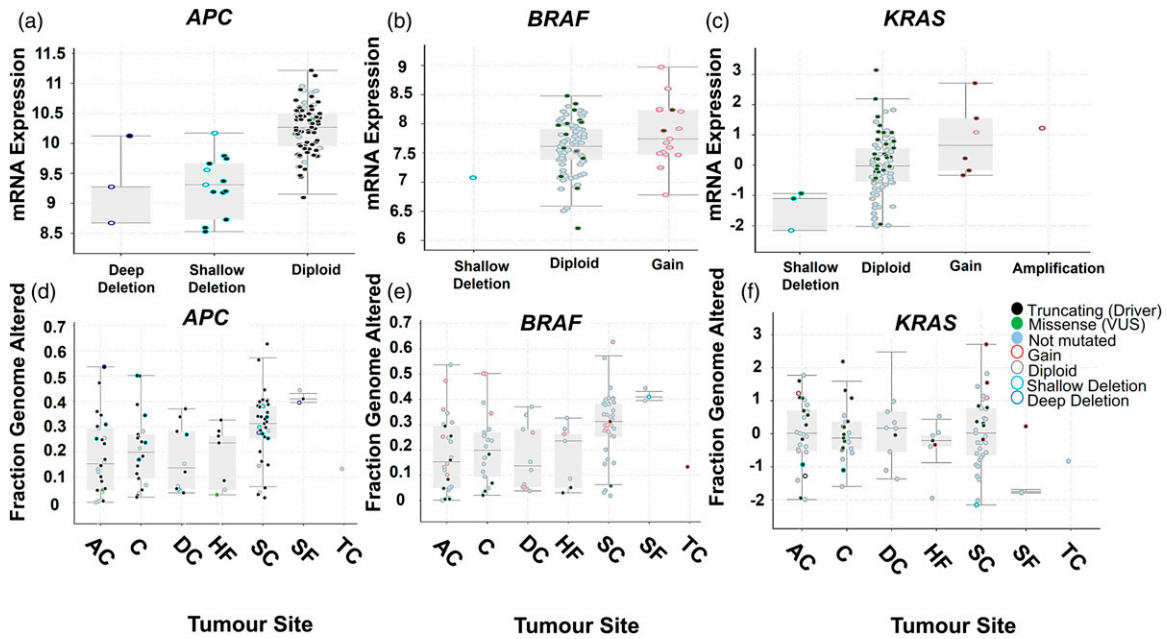 (a) APC
mRNA Expression
11.5
11
10.5
10
9.5
9
8.5
Deep Deletion
Shallow Deletion
Diploid
(b) BRAF
mRNA Expression
9
8.5
8
7.5
7
6.5
6
Shallow Deletion
Diploid
Gain
(c) KRAS
mRNA Expression
3
2
1
0
-1
-2
Shallow Deletion
Diploid
Gain
Amplification
(d) APC
Fraction Genome Altered
0.7
0.6
0.5
0.4
0.3
0.2
0.1
0
AC C DC HF SC SF TC
Tumour Site
(e) BRAF
Fraction Genome Altered
0.7
0.6
0.5
0.4
0.3
0.2
0.1
0
AC C DC HF SC SF TC
Tumour Site
(f) KRAS
Fraction Genome Altered
3
2
1
0
-1
-2
AC C DC HF SC SF TC
Tumour Site
Truncating (Driver)
Missense (VUS)
Not mutated
Gain
Diploid
Shallow Deletion
Deep Deletion